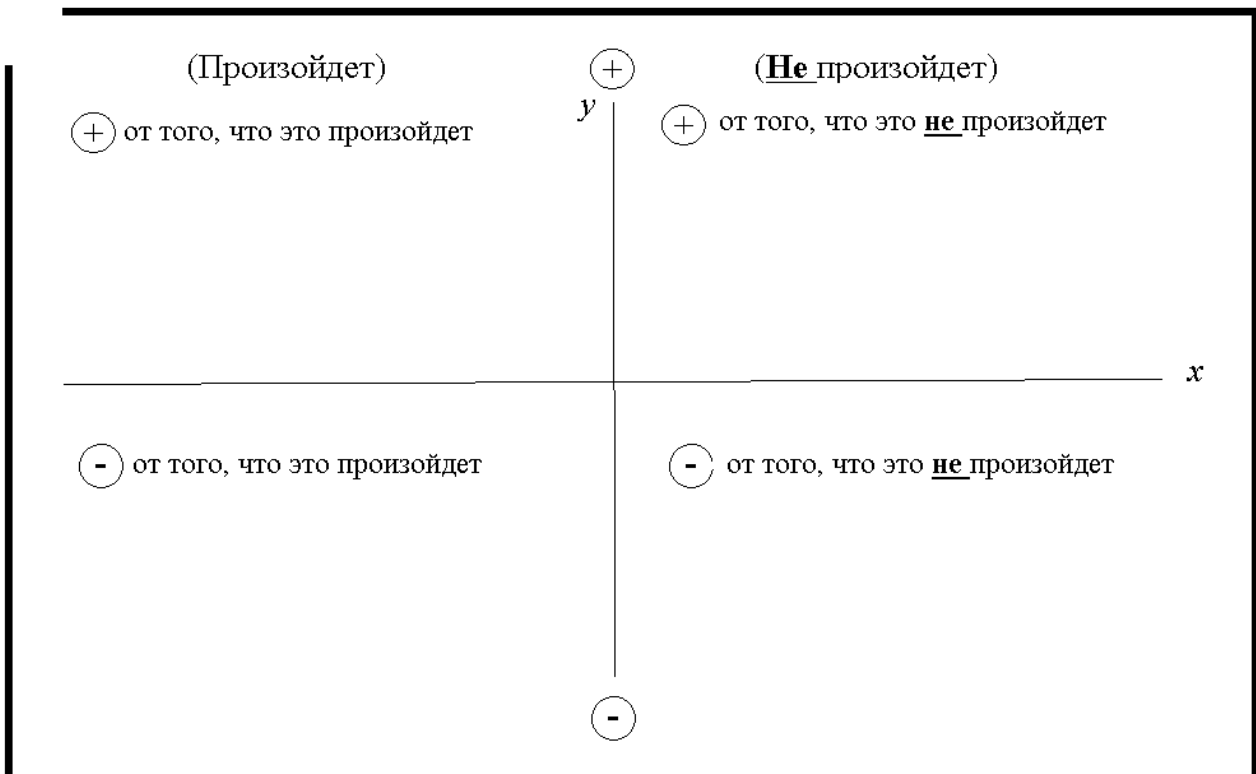 (Произойдет)
+
(Не произойдет)
y
+ от того, что это произойдет
+ от того, что это не произойдет
x
- от того, что это произойдет
- от того, что это не произойдет
-